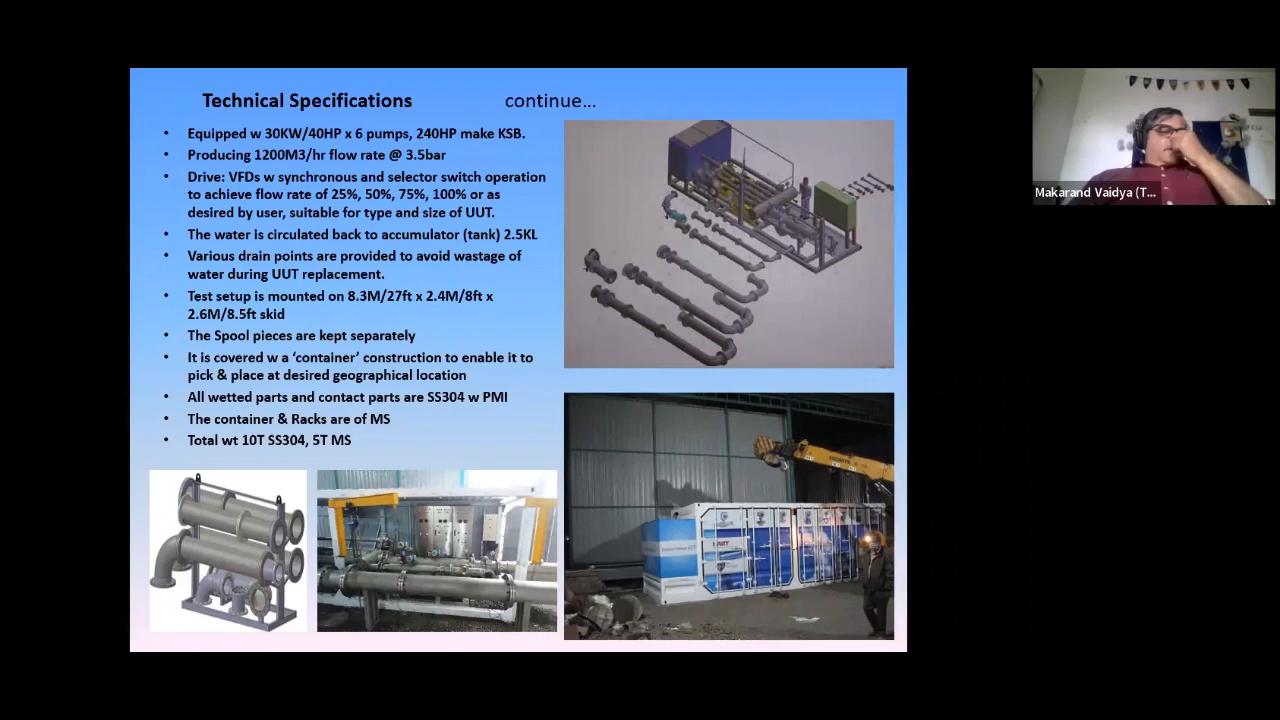 Technical Specifications continue...
• Equipped w 30KW/40HP x 6 pumps, 240HP make KSB.
• Producing 1200M3/hr flow rate @ 3.5bar
• Drive: VFDs w synchronous and selector switch operation
to achieve flow rate of 25%, 50%, 75%, 100% or as
desired by user, suitable for type and size of UUT.
• The water is circulated back to accumulator (tank) 2.5KL
• Various drain points are provided to avoid wastage of
water during UUT replacement.
• Test setup is mounted on 8.3M/27ft x 2.4M/8ft x
2.6M/8.5ft skid
• The Spool pieces are kept separately
• It is covered w a ‘container’ construction to enable it to
pick & place at desired geographical location
• All wetted parts and contact parts are SS304 w PMI
• The container & Racks are of MS
• Total wt 10T SS304, 5T MS
Makarand Vaidya (T...